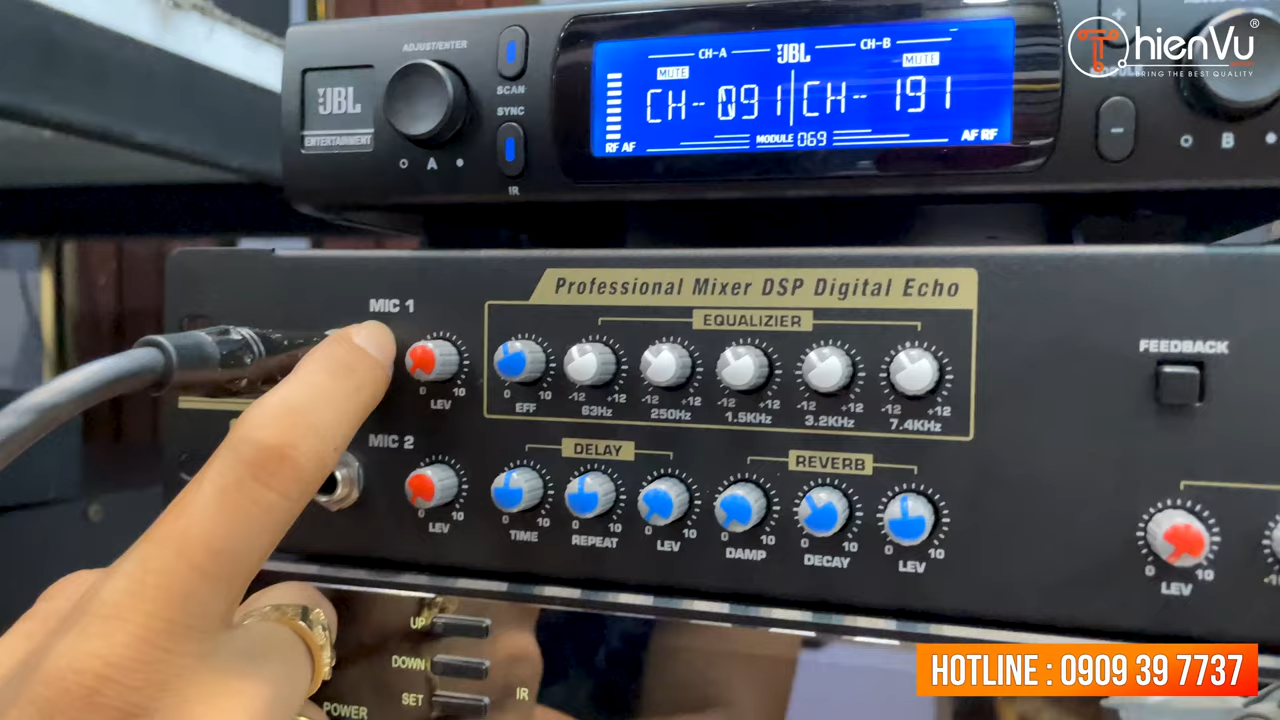 ADJUST/ENTER
SCAN
SYNC
IR
JBL
ENTERTAINMENT
A
CH-A
JBL
CH-B
MUTE
MUTE
CH-091
CH-191
RF AF
MODULE 069
AF RF
-
+
B
ThienVu®
BRING THE BEST QUALITY
Professional Mixer DSP Digital Echo
EQUALIZIER
MIC 1
0 10
LEV
0 10
EFF
-12 +12
63Hz
-12 +12
250Hz
-12 +12
1.5KHz
-12 +12
3.2KHz
-12 +12
7.4KHz
FEEDBACK
MIC 2
DELAY
REVERB
0 10
LEV
0 10
TIME
0 10
REPEAT
0 10
LEV
0 10
DAMP
0 10
DECAY
0 10
LEV
0 10
LEV
UP
DOWN
SET
IR
POWER
HOTLINE : 0909 39 7737